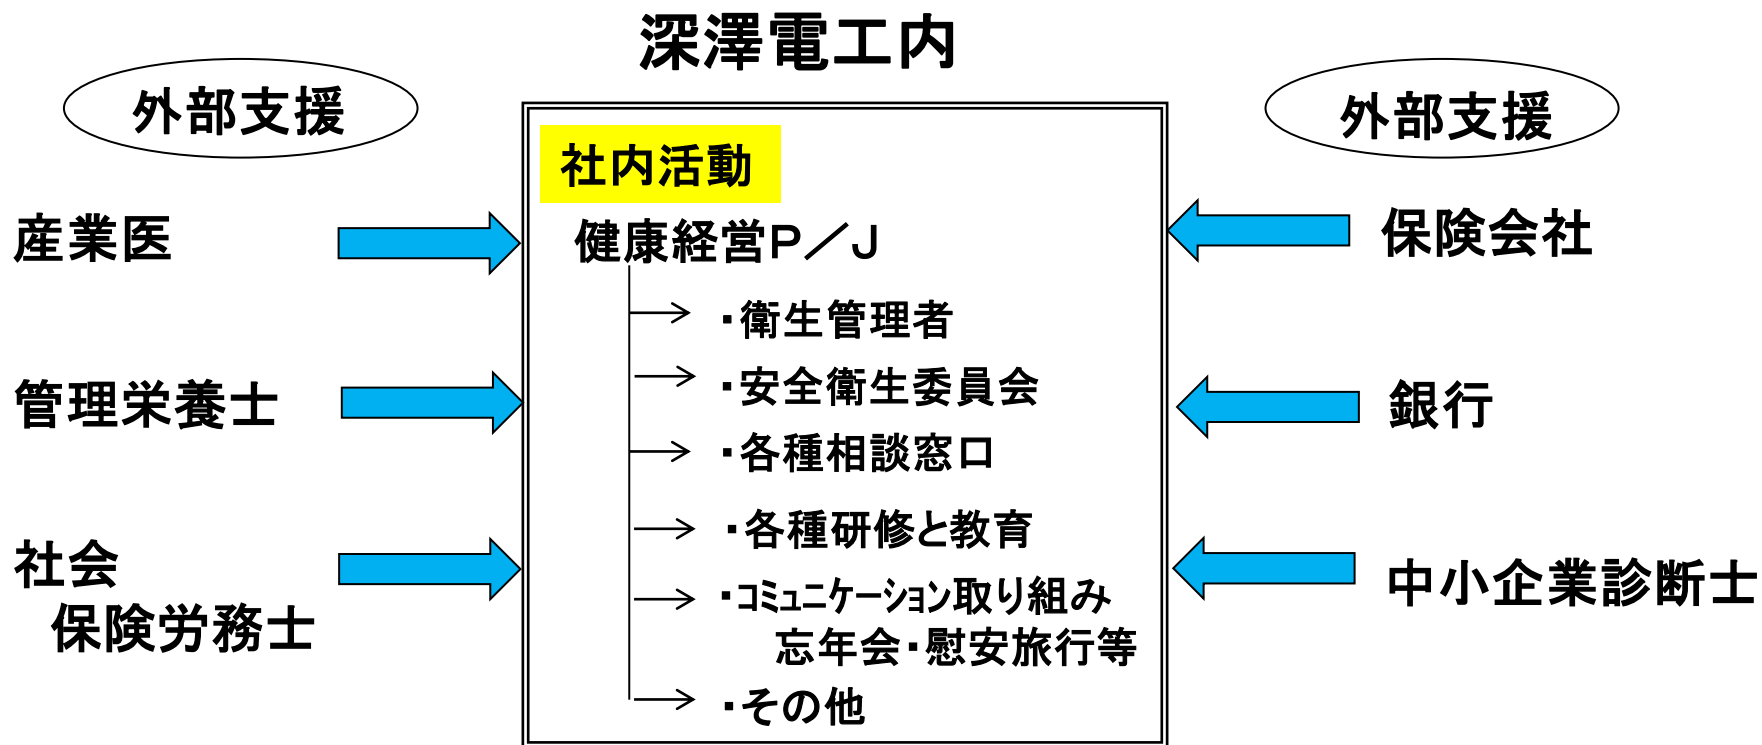 深澤電工内
外部支援
産業医
管理栄養士
社会
保険労務士
社内活動
健康経営P／J
・衛生管理者
・安全衛生委員会
・各種相談窓口
・各種研修と教育
・ｺﾐｭﾆｹｰｼｮﾝ取り組み
忘年会・慰安旅行等
・その他
外部支援
保険会社
銀行
中小企業診断士